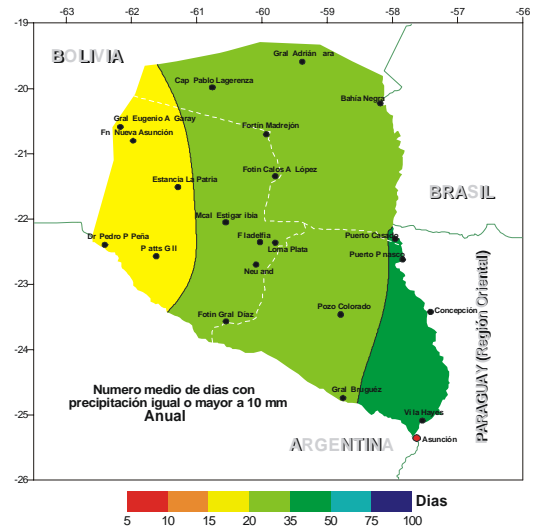 -63 -62 -61 -60 -59 -58 -57 -56
-19
BOLIVIA
Gral Adrián ara
Cap Pablo Lagerenza
-20
Bahía Negra
Gral Eugenio A Garay
Fn Nueva Asunción
Fortín Madrejón
-21
Fotin Calos A López
Estancia La Patria
BRASIL
-22
Mcal Estigar ibia
Dr Pedro P Peña
F ladelfia
Loma Plata
Puerto Casado
P atts G ll
Puerto P nasco
Neu and
-23
Fotin Gral Díaz
Pozo Colorado
Concepción
PARAGUAY (Región Oriental)
-24
Numero medio de dias con
precipitación igual o mayor a 10 mm
Anual
Gral Bruguéz
-25
Vi la Hayes
ARGENTINA
Asunción
-26
Dias
5 10 15 20 35 50 75 100